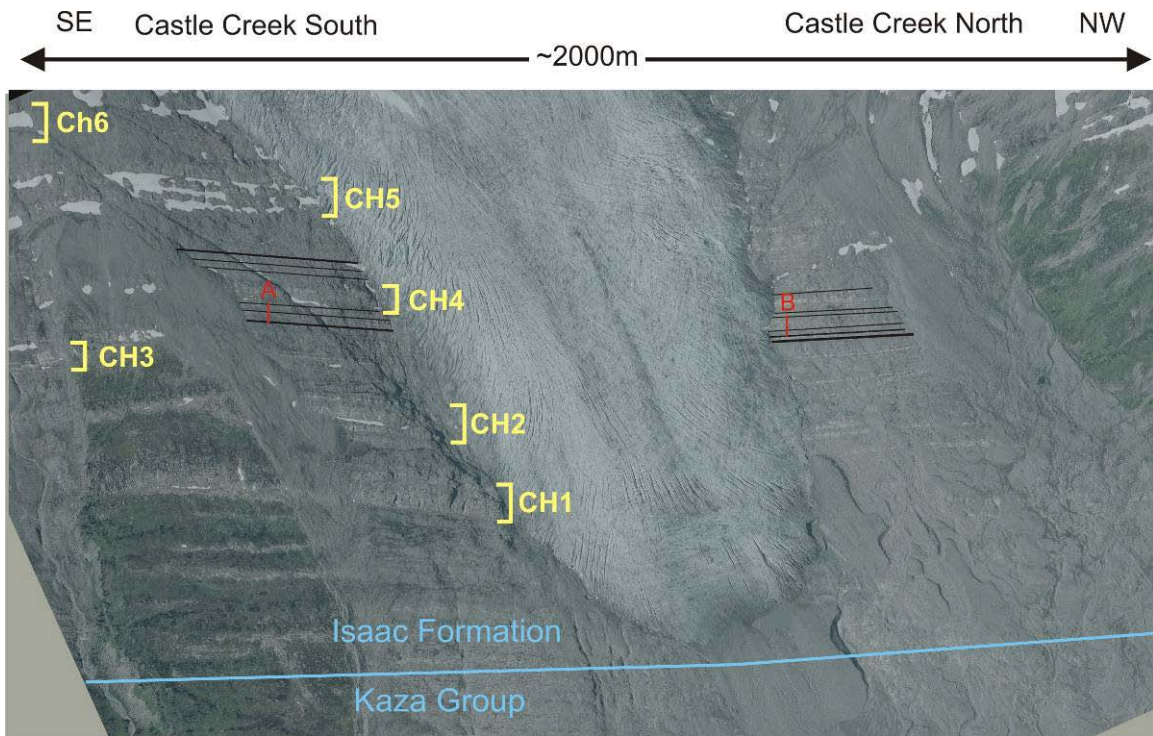 SE Castle Creek South Castle Creek North NW
~2000m
Ch6
CH5
A
CH4
B
CH3
CH2
CH1
Isaac Formation
Kaza Group